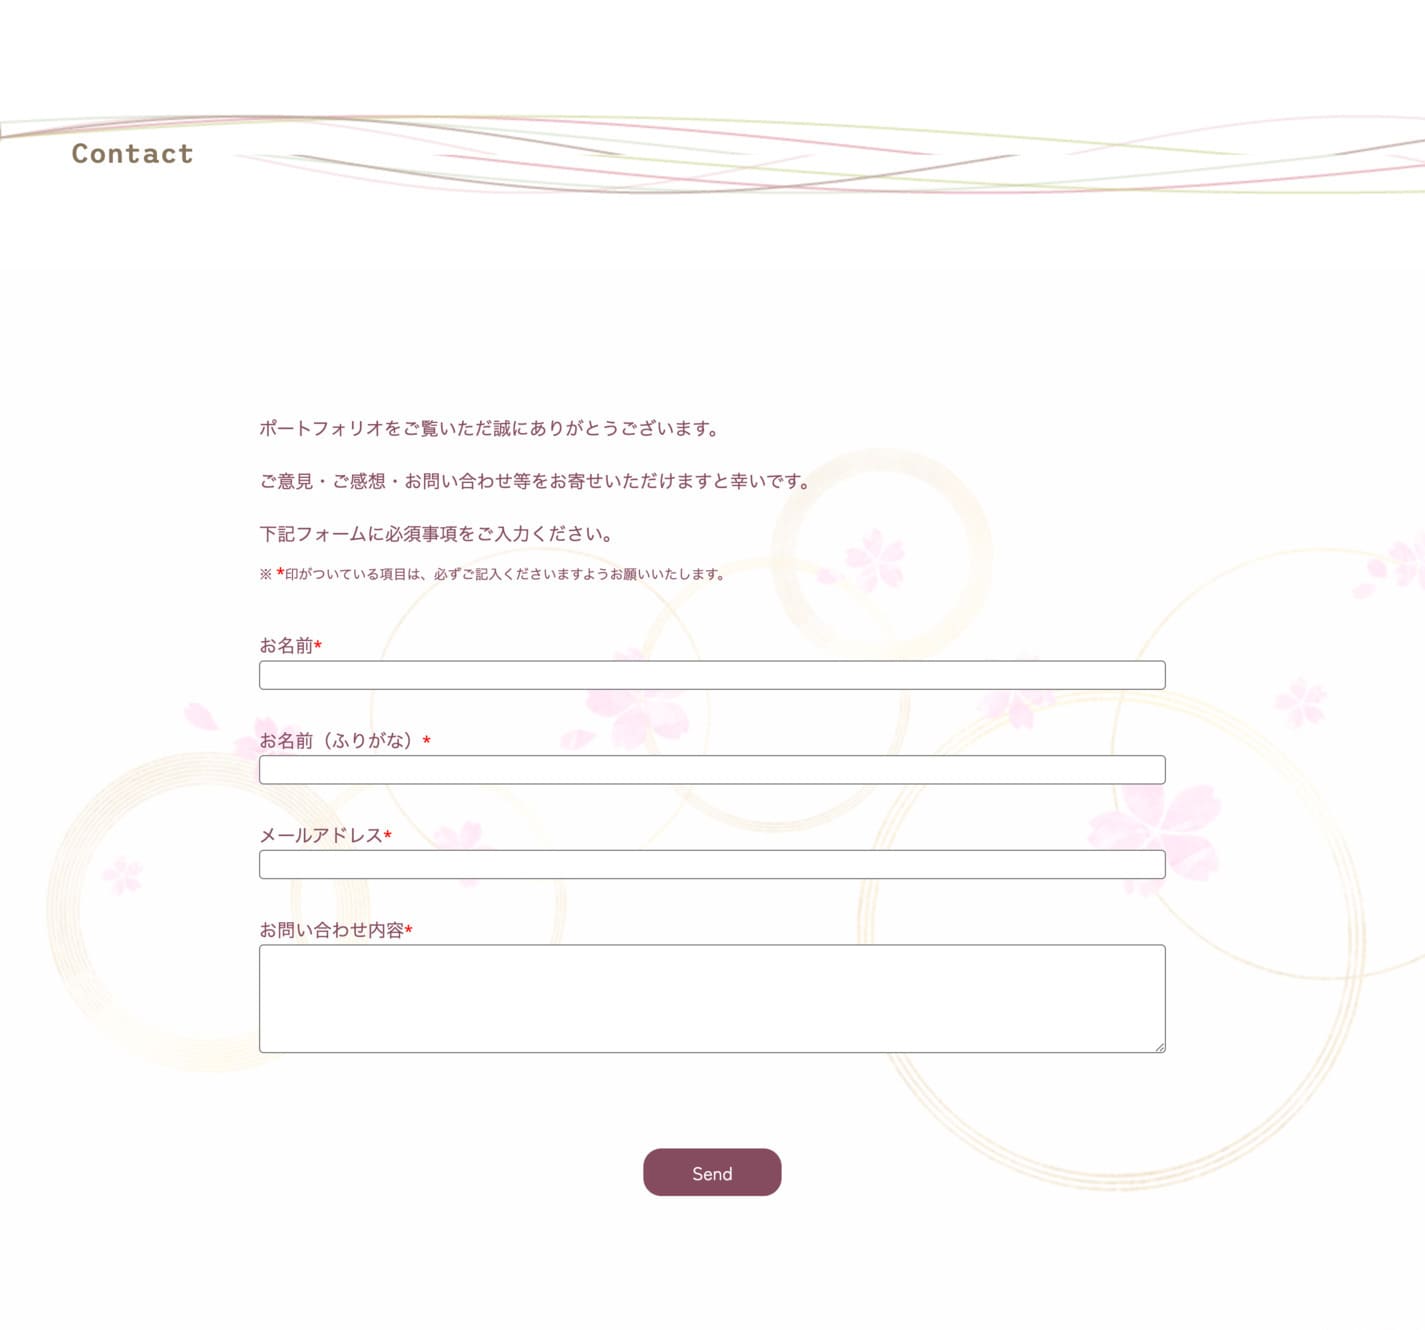 Contact
ポートフォリオをご覧いただ誠にありがとうございます。
ご意見・ご感想・お問い合わせ等をお寄せいただけますと幸いです。
下記フォームに必須事項をご入力ください。
※ *印がついている項目は、必ずご記入くださいますようお願いいたします。
お名前*
お名前（ふりがな）*
メールアドレス*
お問い合わせ内容*
Send